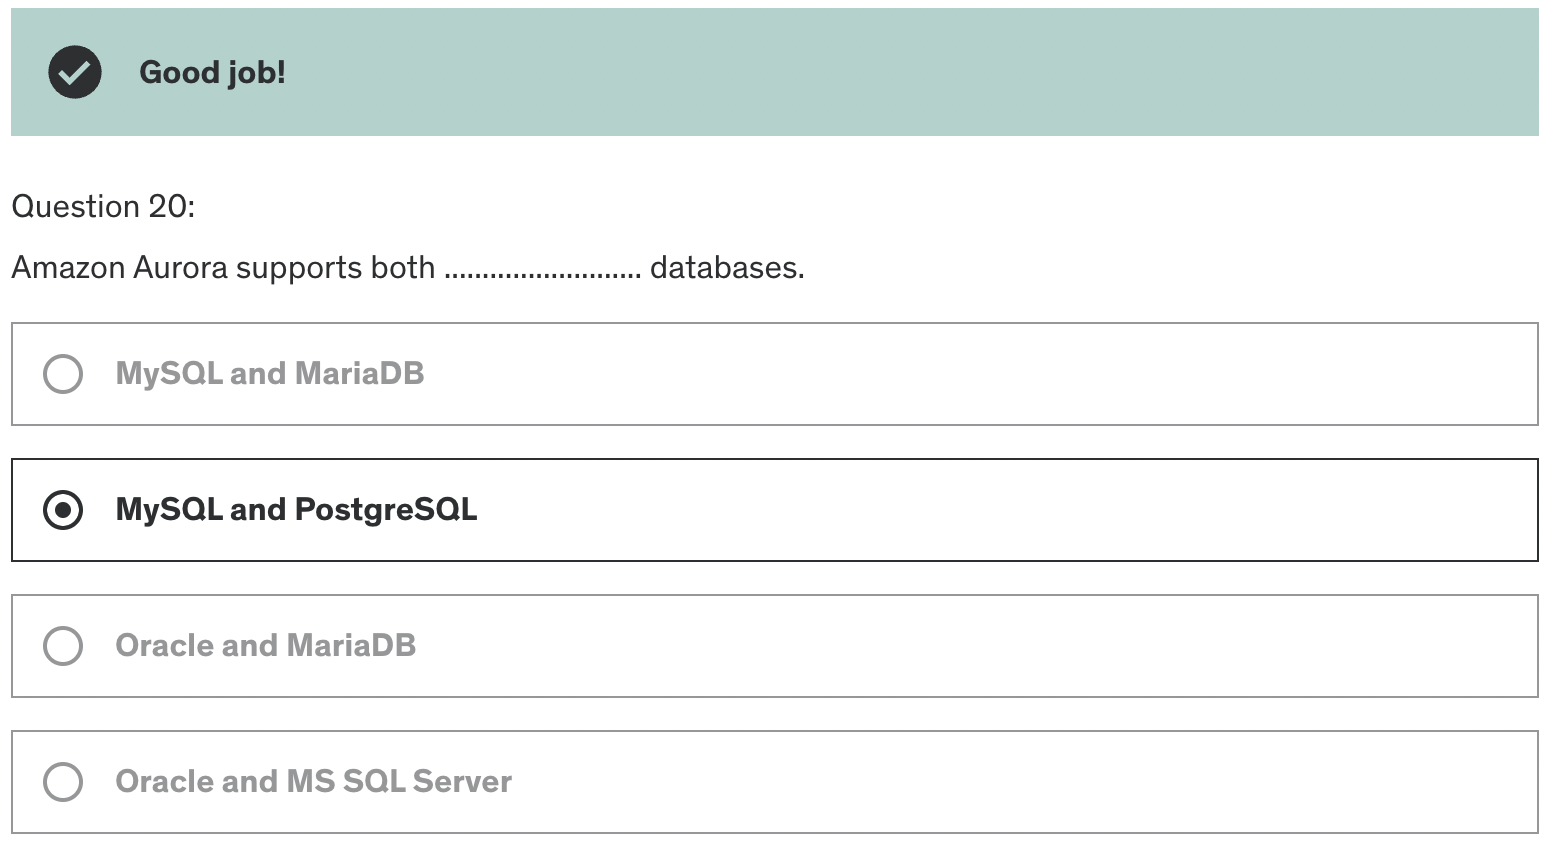 Good job!
Question 20:
Amazon Aurora supports both .......................... databases.
MySQL and MariaDB
MySQL and PostgreSQL
Oracle and MariaDB
Oracle and MS SQL Server